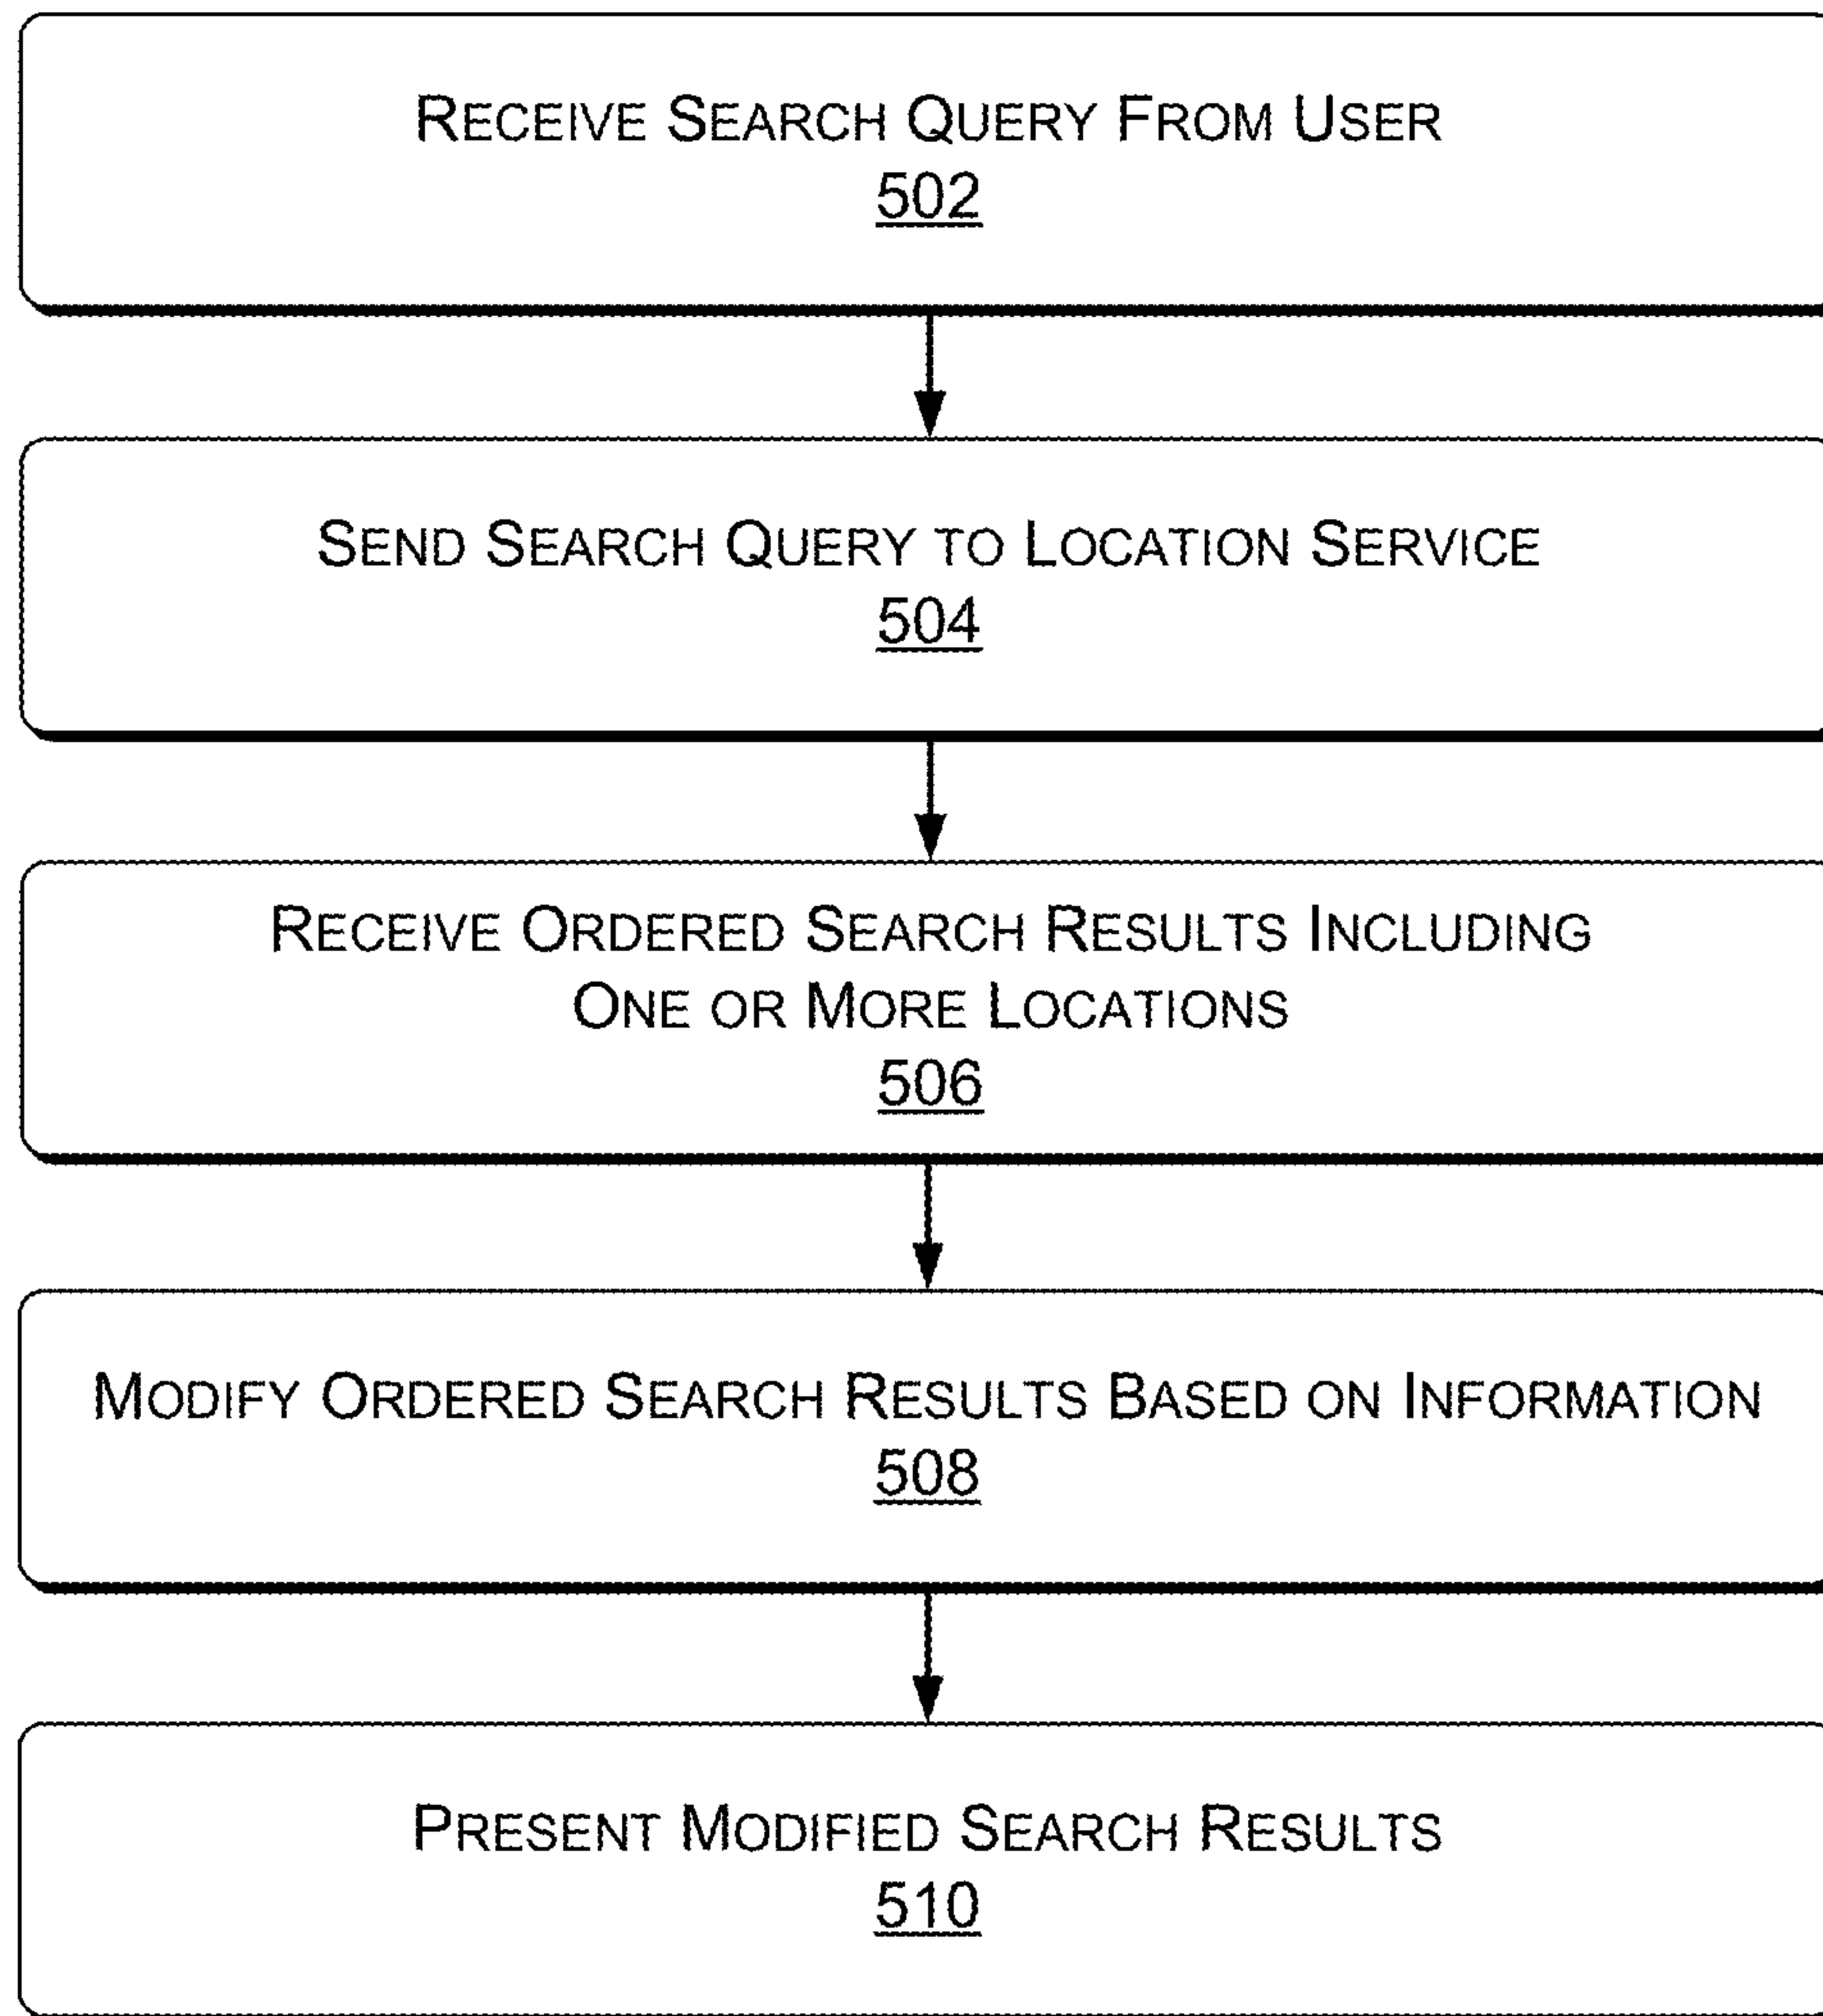 RECEIVE SEARCH QUERY FROM USER
502
SEND SEARCH QUERY TO LOCATION SERVICE
504
RECEIVE ORDERED SEARCH RESULTS INCLUDING
ONE OR MORE LOCATIONS
506
MODIFY ORDERED SEARCH RESULTS BASED ON INFORMATION
508
PRESENT MODIFIED SEARCH RESULTS
510